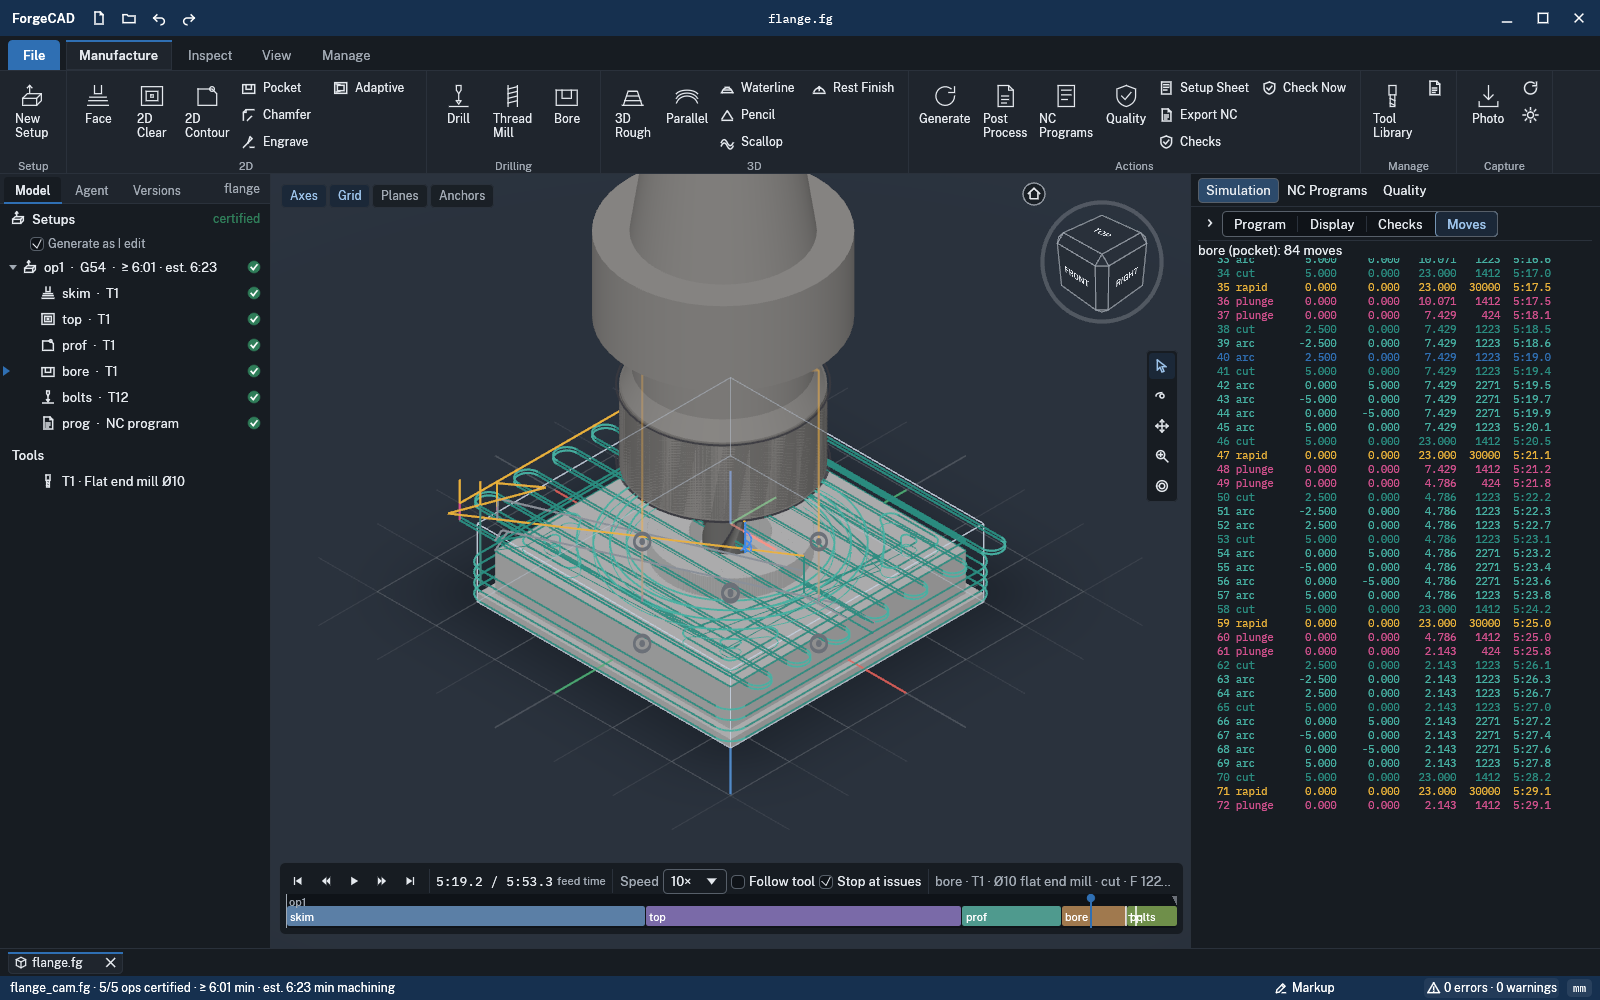 ForgeCAD
flange.fg
File Manufacture Inspect View Manage
New Setup
Setup
Face
2D Clear
2D Contour
Pocket
Chamfer
Engrave
Adaptive
2D
Drill
Thread Mill
Bore
Drilling
3D Rough
Parallel
Waterline
Pencil
Scallop
Rest Finish
3D
Generate
Post Process
NC Programs
Quality
Setup Sheet
Export NC
Checks
Check Now
Actions
Tool Library
Manage
Photo
Capture
Model Agent Versions flange
Setups certified
Generate as I edit
op1 · G54 · ≥ 6:01 · est. 6:23
skim · T1
top · T1
prof · T1
bore · T1
bolts · T12
prog · NC program
Tools
T1 · Flat end mill Ø10
Axes Grid Planes Anchors
TOP
FRONT
RIGHT
Simulation NC Programs Quality
Program Display Checks Moves
bore (pocket): 84 moves
33 arc 5.000 0.000 10.071 1223 5:16.6
34 cut 5.000 0.000 23.000 1412 5:17.0
35 rapid 0.000 0.000 23.000 30000 5:17.5
36 plunge 0.000 0.000 10.071 1412 5:17.5
37 plunge 0.000 0.000 7.429 424 5:18.1
38 cut 2.500 0.000 7.429 1223 5:18.5
39 arc -2.500 0.000 7.429 1223 5:18.6
40 arc 2.500 0.000 7.429 1223 5:19.0
41 cut 5.000 0.000 7.429 1223 5:19.4
42 arc 0.000 5.000 7.429 2271 5:19.5
43 arc -5.000 0.000 7.429 2271 5:19.7
44 arc 0.000 -5.000 7.429 2271 5:19.9
45 arc 5.000 0.000 7.429 1223 5:20.1
46 cut 5.000 0.000 23.000 1412 5:20.5
47 rapid 0.000 0.000 23.000 30000 5:21.1
48 plunge 0.000 0.000 7.429 1412 5:21.2
49 plunge 0.000 0.000 4.786 424 5:21.8
50 cut 2.500 0.000 4.786 1223 5:22.2
51 arc -2.500 0.000 4.786 1223 5:22.3
52 arc 2.500 0.000 4.786 1223 5:22.7
53 cut 5.000 0.000 4.786 1223 5:23.1
54 arc 0.000 5.000 4.786 2271 5:23.2
55 arc -5.000 0.000 4.786 2271 5:23.4
56 arc 0.000 -5.000 4.786 2271 5:23.6
57 arc 5.000 0.000 4.786 1223 5:23.8
58 cut 5.000 0.000 23.000 1412 5:24.2
59 rapid 0.000 0.000 23.000 30000 5:25.0
60 plunge 0.000 0.000 4.786 1412 5:25.0
61 plunge 0.000 0.000 2.143 424 5:25.8
62 cut 2.500 0.000 2.143 1223 5:26.1
63 arc -2.500 0.000 2.143 1223 5:26.3
64 arc 2.500 0.000 2.143 1223 5:26.7
65 cut 5.000 0.000 2.143 1223 5:27.0
66 arc 0.000 5.000 2.143 2271 5:27.2
67 arc -5.000 0.000 2.143 2271 5:27.4
68 arc 0.000 -5.000 2.143 2271 5:27.6
69 arc 5.000 0.000 2.143 1223 5:27.8
70 cut 5.000 0.000 23.000 1412 5:28.2
71 rapid 0.000 0.000 23.000 30000 5:29.1
72 plunge 0.000 0.000 2.143 1412 5:29.1
5:19.2 / 5:53.3 feed time Speed 10× Follow tool Stop at issues bore · T1 · Ø10 flat end mill · cut · F 122...
op1
skim top prof bore
flange.fg
flange_cam.fg · 5/5 ops certified · ≥ 6:01 min · est. 6:23 min machining
Markup
0 errors · 0 warnings mm